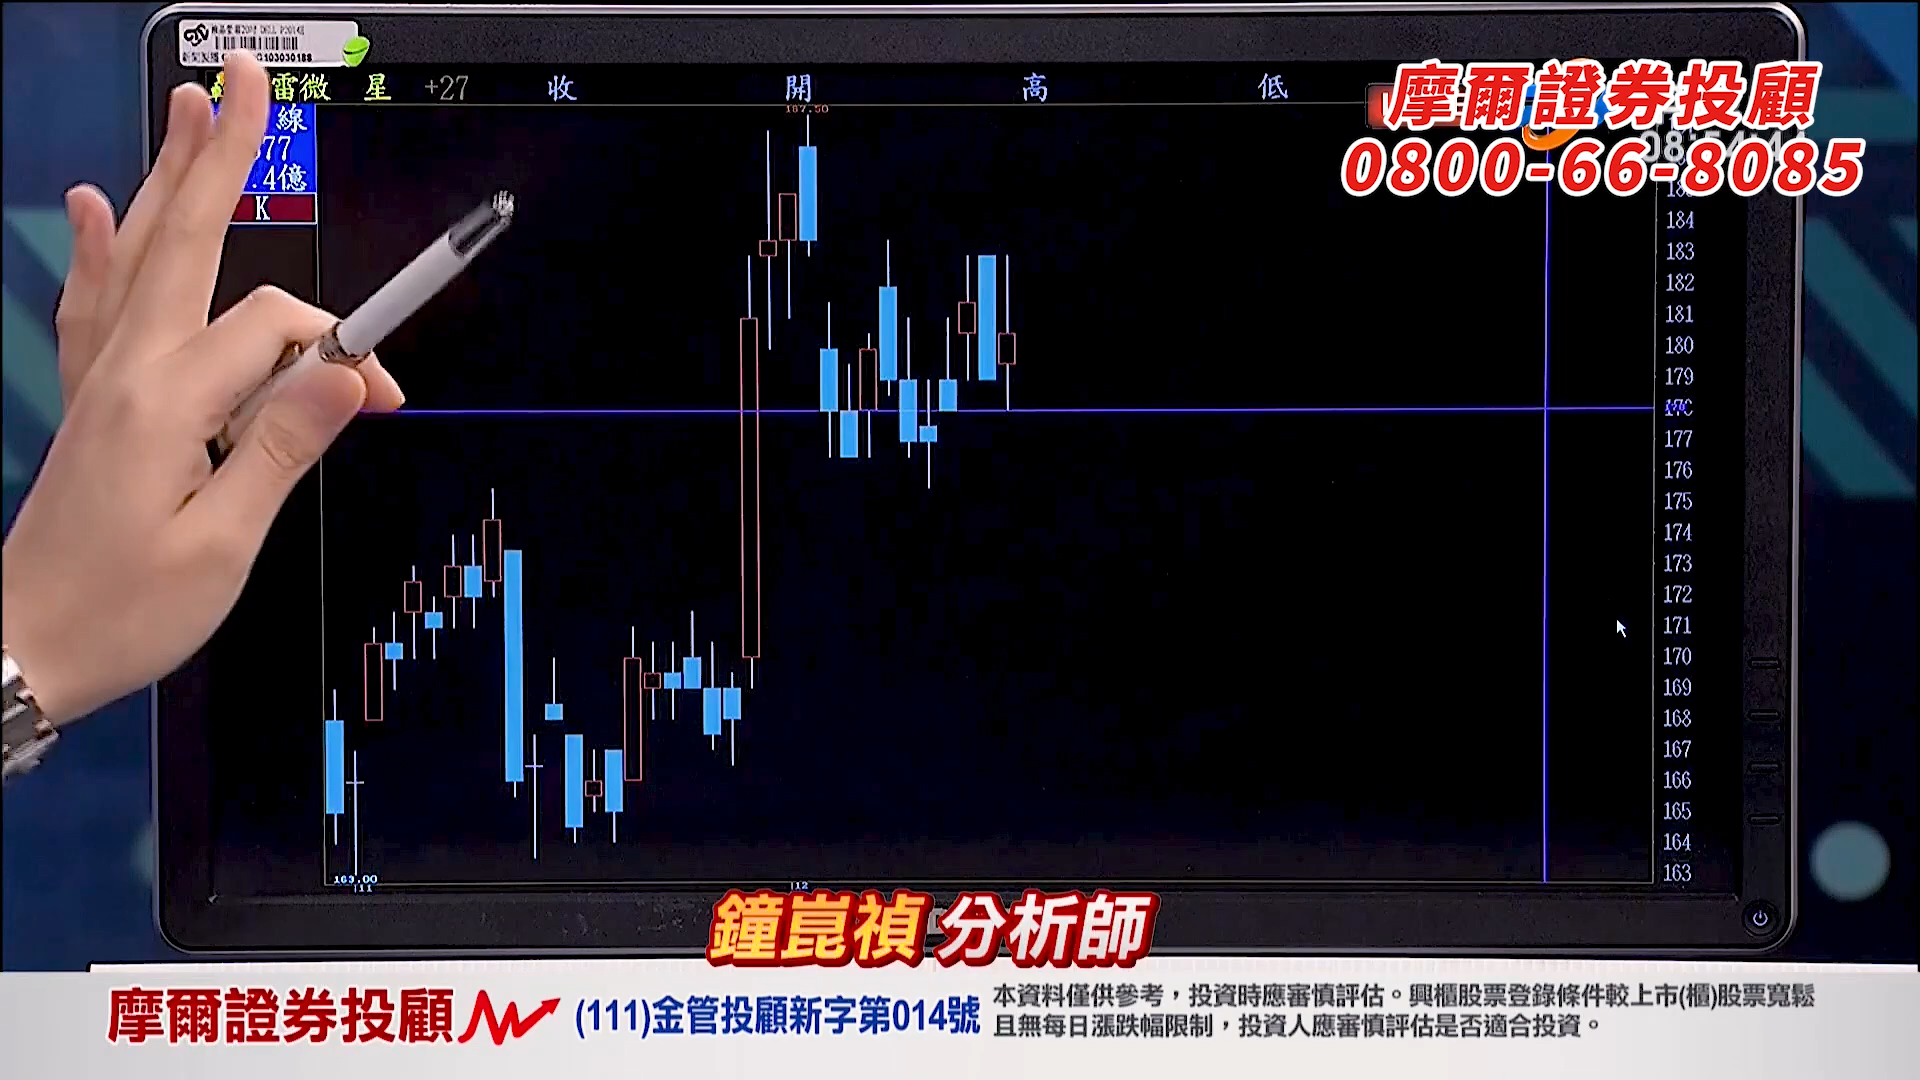 雷微 星 +27 收 開 高 低
線
377
.4億
K
187.50
摩爾證券投顧
0800-66-8085
184
183
182
181
180
179
177
176
175
174
173
172
171
170
169
168
167
166
165
164
163
163.00
11
12
鐘崑禎 分析師
摩爾證券投顧
(111)金管投顧新字第014號
本資料僅供參考，投資時應審慎評估。興櫃股票登錄條件較上市(櫃)股票寬鬆
且無每日漲跌幅限制，投資人應審慎評估是否適合投資。